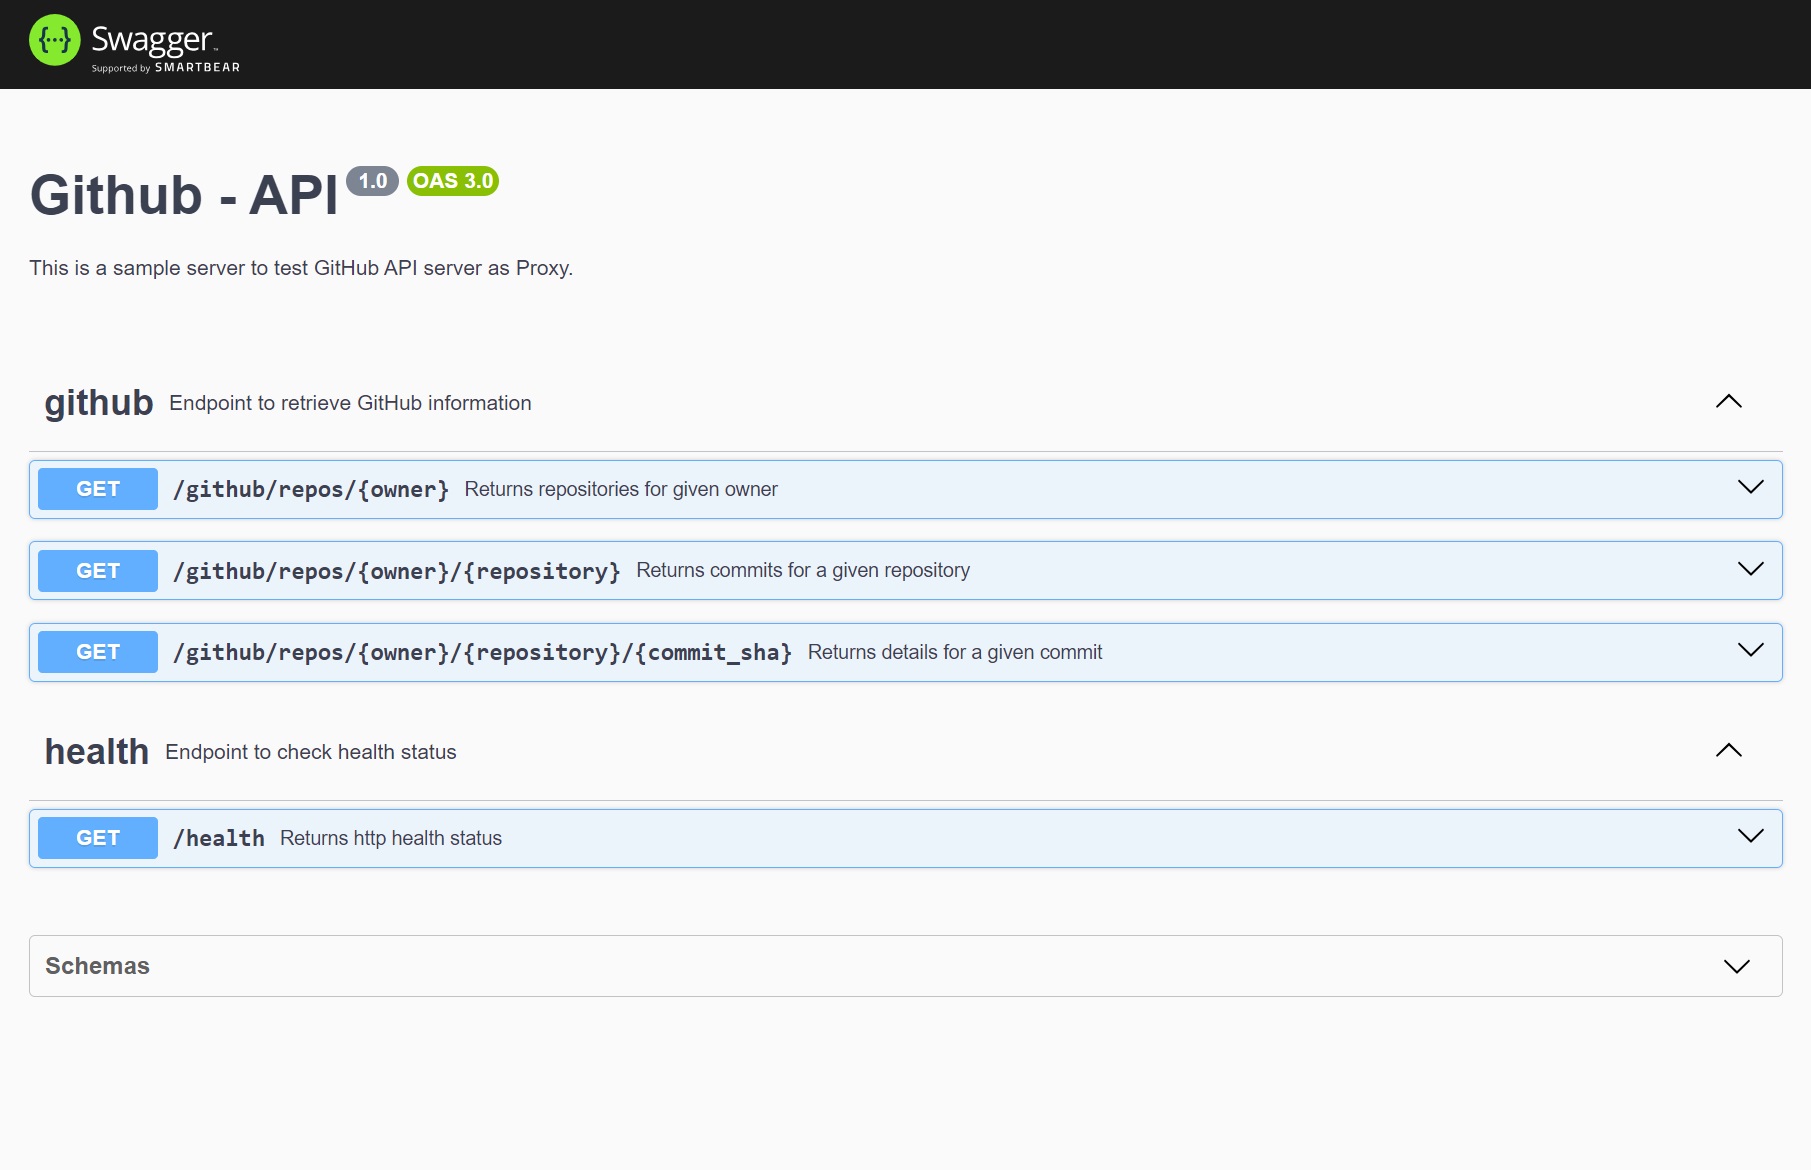 {···} Swagger™
Supported by SMARTBEAR
Github - API 1.0 OAS 3.0
This is a sample server to test GitHub API server as Proxy.
github Endpoint to retrieve GitHub information
GET /github/repos/{owner} Returns repositories for given owner
GET /github/repos/{owner}/{repository} Returns commits for a given repository
GET /github/repos/{owner}/{repository}/{commit_sha} Returns details for a given commit
health Endpoint to check health status
GET /health Returns http health status
Schemas